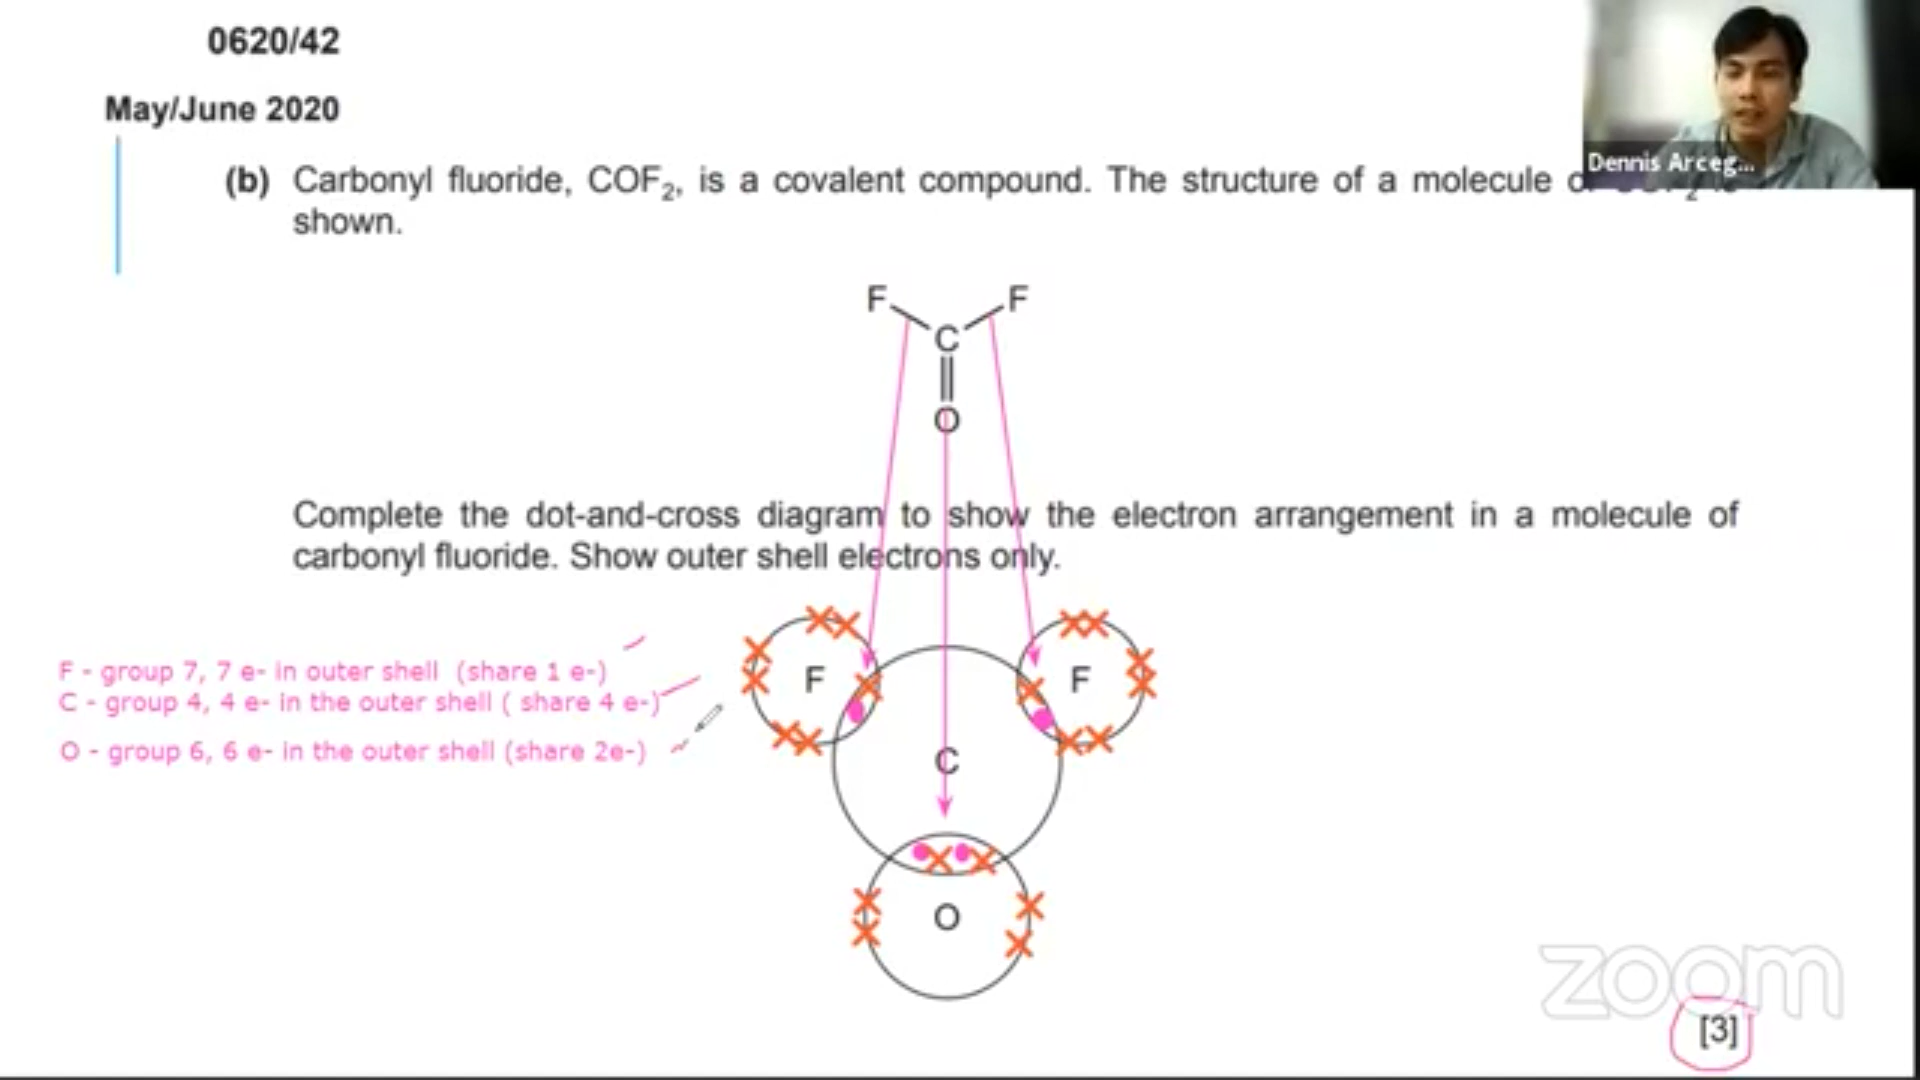 0620/42
May/June 2020
Dennis Arceg...
(b) Carbonyl fluoride, COF₂, is a covalent compound. The structure of a molecule
shown.
F F
C
O
Complete the dot-and-cross diagram to show the electron arrangement in a molecule of
carbonyl fluoride. Show outer shell electrons only.
F - group 7, 7 e- in outer shell (share 1 e-)
C - group 4, 4 e- in the outer shell ( share 4 e-)
O - group 6, 6 e- in the outer shell (share 2e-)
F F
C
O
zoom
[3]